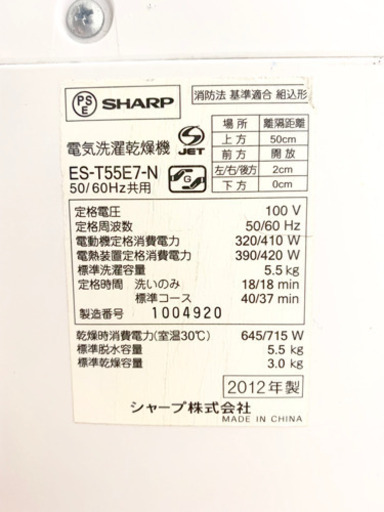 PS
E
SHARP
消防法 基準適合 組込形
電気洗濯乾燥機
S JET
ES-T55E7-N
50/60Hz共用
G
場所 離隔距離
上方 50cm
前方 開放
左/右/後方 2cm
下方 0cm
定格電圧 100 V
定格周波数 50/60 Hz
電動機定格消費電力 320/410 W
電熱装置定格消費電力 390/420 W
標準洗濯容量 5.5 kg
定格時間 洗いのみ 18/18 min
標準コース 40/37 min
製造番号 1004920
乾燥時消費電力(室温30℃) 645/715 W
標準脱水容量 5.5 kg
標準乾燥容量 3.0 kg
2012年製
シャープ株式会社
MADE IN CHINA